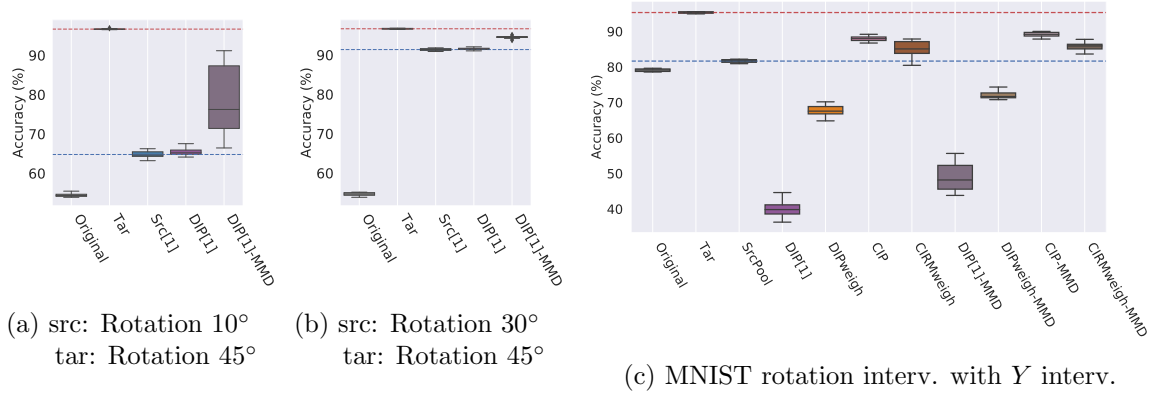 Accuracy (%)
90
80
70
60
Original
Tar
Src[1]
DIP[1]
DIP[1]-MMD
(a) src: Rotation 10°
tar: Rotation 45°
Accuracy (%)
90
80
70
60
Original
Tar
Src[1]
DIP[1]
DIP[1]-MMD
(b) src: Rotation 30°
tar: Rotation 45°
Accuracy (%)
90
80
70
60
50
40
Original
Tar
SrcPool
DIP[1]
DIPweigh
CIP
CIRMweigh
DIP[1]-MMD
DIPweigh-MMD
CIP-MMD
CIRMweigh-MMD
(c) MNIST rotation interv. with Y interv.